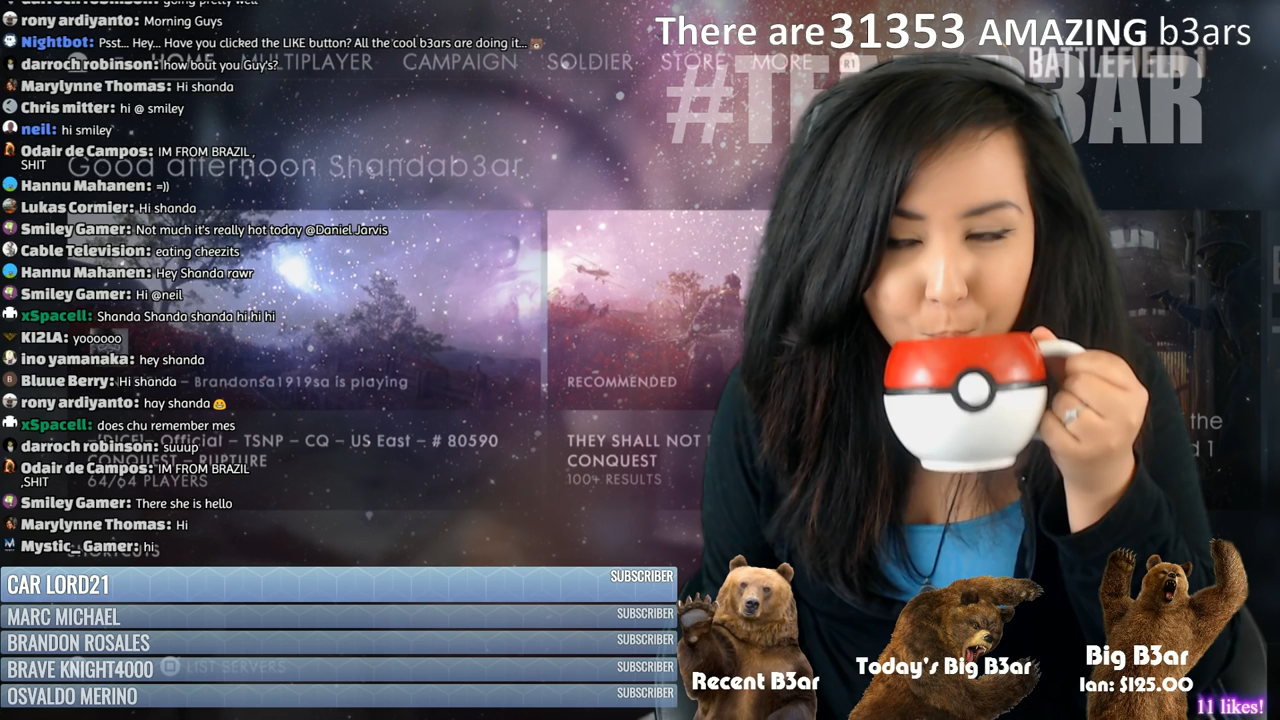 rony ardiyanto: Morning Guys
Nightbot: Psst... Hey... Have you clicked the LIKE button? All the cool b3ars are doing it...
darroch robinson: how bout you Guy's?
Marylynne Thomas: Hi shanda
Chris mitter: hi @ smiley
neil: hi smiley
Odair de Campos: IM FROM BRAZIL ,
SHIT
Hannu Mahanen: =))
Lukas Cormier: Hi shanda
Smiley Gamer: Not much it's really hot today @Daniel Jarvis
Cable Television: eating cheezits
Hannu Mahanen: Hey Shanda rawr
Smiley Gamer: Hi @neil
xSpacell: Shanda Shanda shanda hi hi hi
KI2LA: yoooooo
ino yamanaka: hey shanda
Bluue Berry: Hi shanda
rony ardiyanto: hay shanda
xSpacell: does chu remember mes
darroch robinson: suuup
Odair de Campos: IM FROM BRAZIL
,SHIT
Smiley Gamer: There she is hello
Marylynne Thomas: Hi
Mystic_ Gamer: hi
There are 31353 AMAZING b3ars
MULTIPLAYER CAMPAIGN SOLDIER STORE MORE R1
BATTLEFIELD 1
Good afternoon Shandab3ar
– Brandonsa1919sa is playing
Official – TSNP – CQ – US East – # 80590
CONQUEST – RUPTURE
64/64 PLAYERS
RECOMMENDED
THEY SHALL NOT
CONQUEST
100+ RESULTS
the
CAR LORD21 SUBSCRIBER
MARC MICHAEL SUBSCRIBER
BRANDON ROSALES SUBSCRIBER
BRAVE KNIGHT4000 SUBSCRIBER
LIST SERVERS
OSVALDO MERINO SUBSCRIBER
Recent B3ar
Today's Big B3ar
Big B3ar
Ian: $125.00
11 likes!